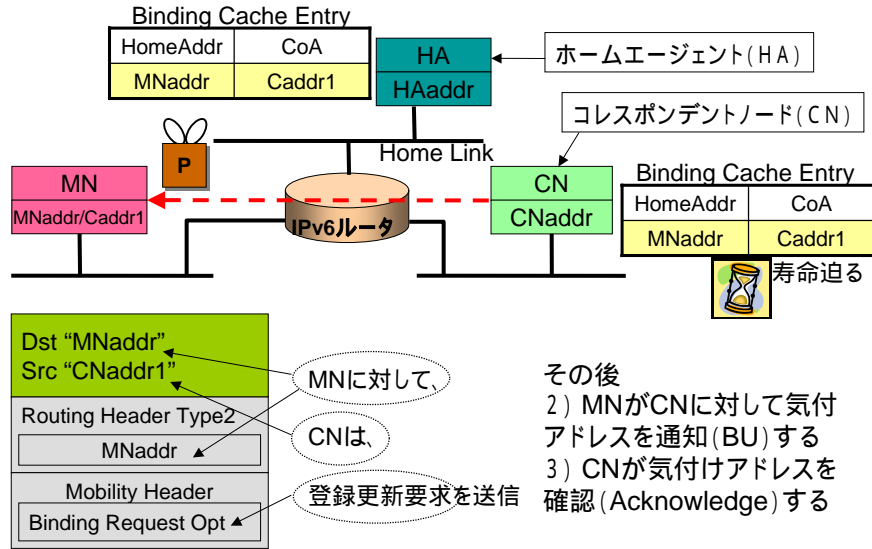 Binding Cache Entry
HomeAddr CoA
MNaddr Caddr1
HA
HAaddr
ホームエージェント(HA)
コレスポンデントノード(CN)
Home Link
P
MN
MNaddr/Caddr1
IPv6ルータ
CN
CNaddr
Binding Cache Entry
HomeAddr CoA
MNaddr Caddr1
寿命迫る
Dst “MNaddr”
Src “CNaddr1”
Routing Header Type2
MNaddr
Mobility Header
Binding Request Opt
MNに対して、
CNは、
登録更新要求を送信
その後
2) MNがCNに対して気付
アドレスを通知(BU)する
3) CNが気付けアドレスを
確認(Acknowledge)する